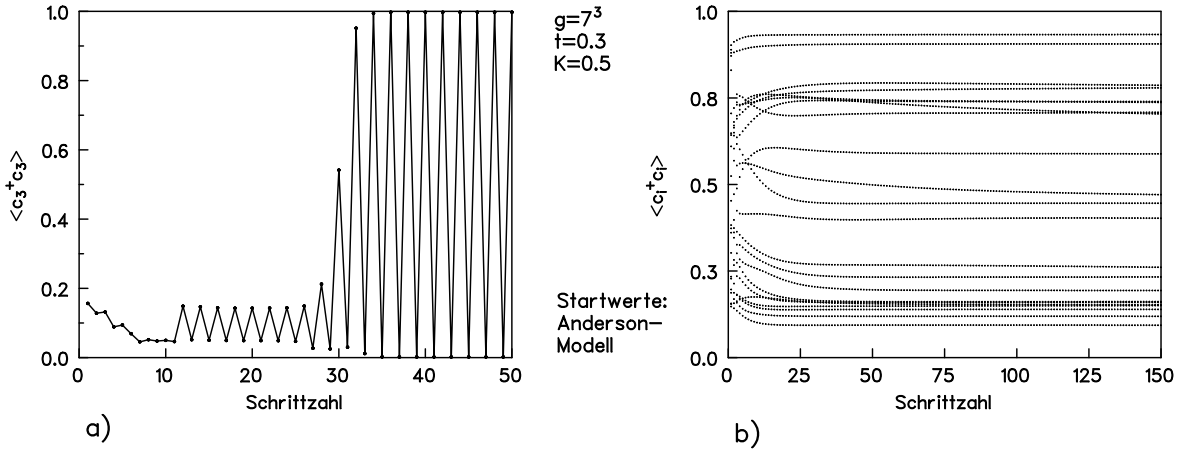 1.0
0.8
0.6
0.4
0.2
0.0
<c₃⁺c₃>
0 10 20 30 40 50
Schrittzahl
a)
g=7³
t=0.3
K=0.5
Startwerte:
Anderson–
Modell
1.0
0.8
0.5
0.3
0.0
<cᵢ⁺cᵢ>
0 25 50 75 100 125 150
Schrittzahl
b)